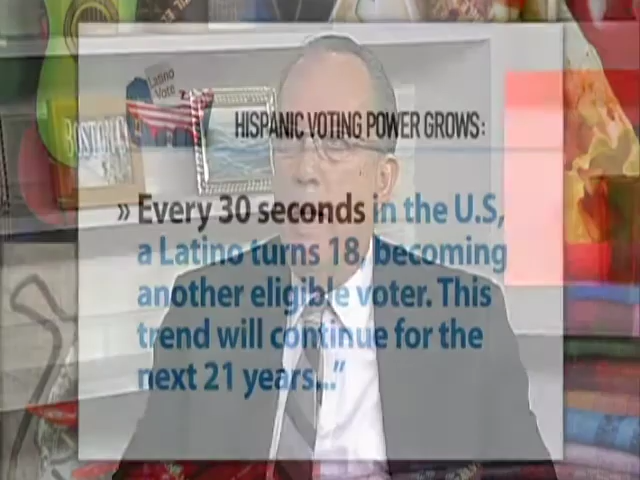 Latino
Vote
BOSTON
HISPANIC VOTING POWER GROWS:
» Every 30 seconds in the U.S,
a Latino turns 18, becoming
another eligible voter. This
trend will continue for the
next 21 years..."